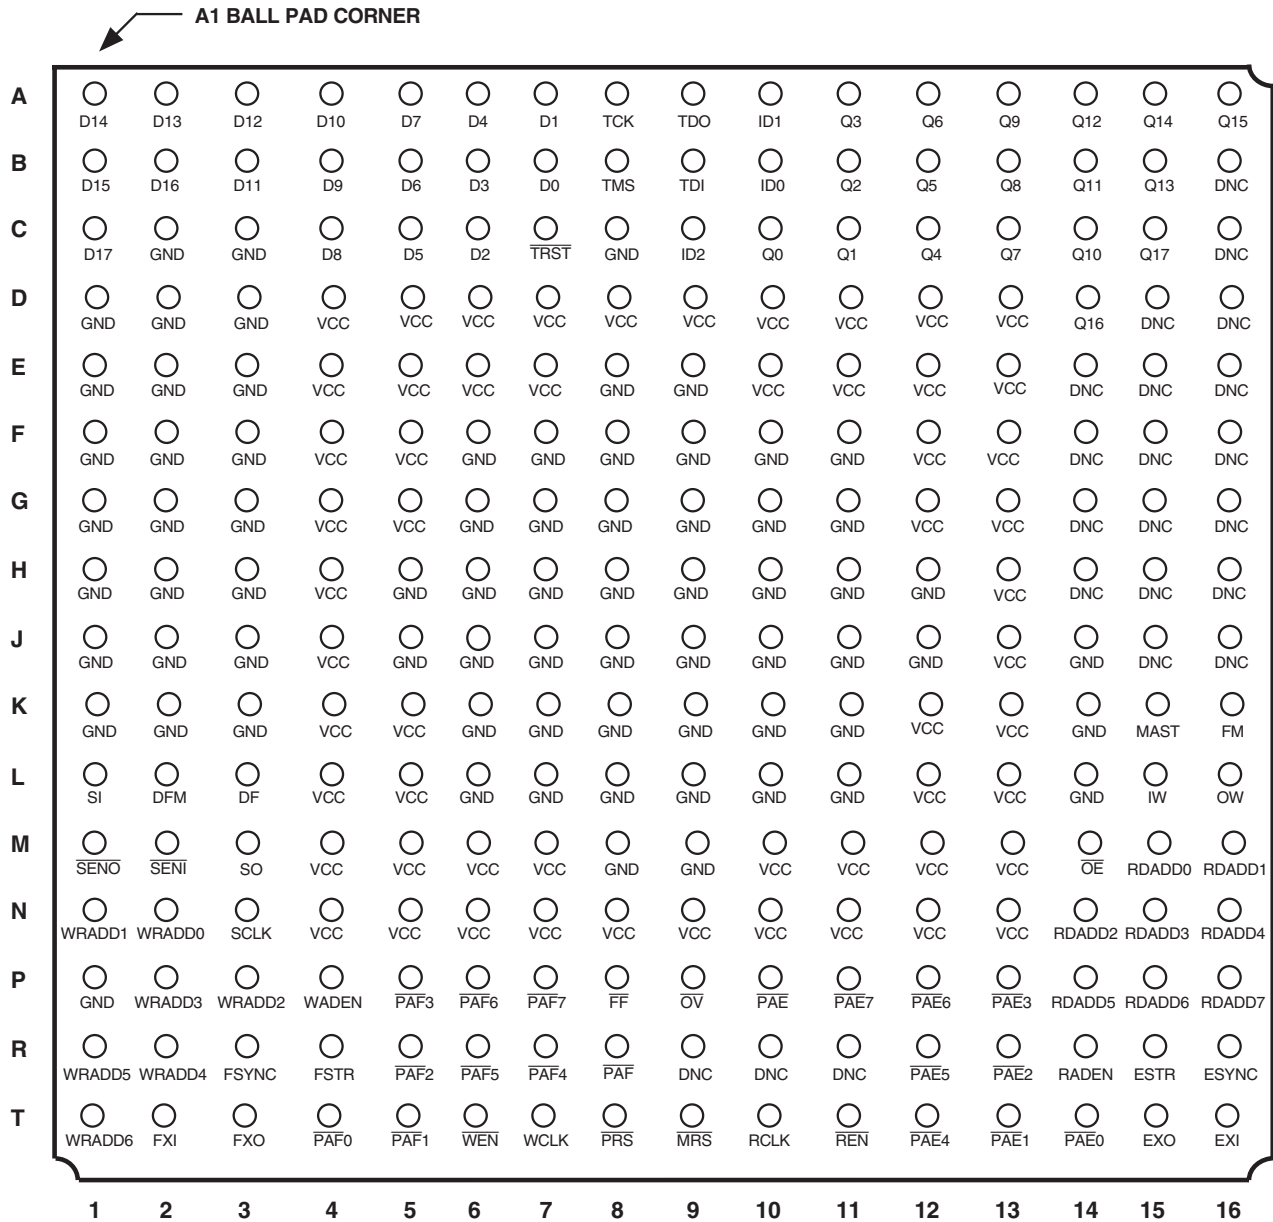 A1 BALL PAD CORNER
A
D14 D13 D12 D10 D7 D4 D1 TCK TDO ID1 Q3 Q6 Q9 Q12 Q14 Q15
B
D15 D16 D11 D9 D6 D3 D0 TMS TDI ID0 Q2 Q5 Q8 Q11 Q13 DNC
C
D17 GND GND D8 D5 D2 TRST GND ID2 Q0 Q1 Q4 Q7 Q10 Q17 DNC
D
GND GND GND VCC VCC VCC VCC VCC VCC VCC VCC VCC VCC Q16 DNC DNC
E
GND GND GND VCC VCC VCC VCC GND GND VCC VCC VCC VCC DNC DNC DNC
F
GND GND GND VCC VCC GND GND GND GND GND GND VCC VCC DNC DNC DNC
G
GND GND GND VCC VCC GND GND GND GND GND GND VCC VCC DNC DNC DNC
H
GND GND GND VCC GND GND GND GND GND GND GND GND VCC DNC DNC DNC
J
GND GND GND VCC GND GND GND GND GND GND GND GND VCC GND DNC DNC
K
GND GND GND VCC VCC GND GND GND GND GND GND VCC VCC GND MAST FM
L
SI DFM DF VCC VCC GND GND GND GND GND GND VCC VCC GND IW OW
M
SENO SENI SO VCC VCC VCC VCC GND GND VCC VCC VCC VCC OE RDADD0 RDADD1
N
WRADD1 WRADD0 SCLK VCC VCC VCC VCC VCC VCC VCC VCC VCC VCC RDADD2 RDADD3 RDADD4
P
GND WRADD3 WRADD2 WADEN PAF3 PAF6 PAF7 FF OV PAE PAE7 PAE6 PAE3 RDADD5 RDADD6 RDADD7
R
WRADD5 WRADD4 FSYNC FSTR PAF2 PAF5 PAF4 PAF DNC DNC DNC PAE5 PAE2 RADEN ESTR ESYNC
T
WRADD6 FXI FXO PAF0 PAF1 WEN WCLK PRS MRS RCLK REN PAE4 PAE1 PAE0 EXO EXI
1 2 3 4 5 6 7 8 9 10 11 12 13 14 15 16